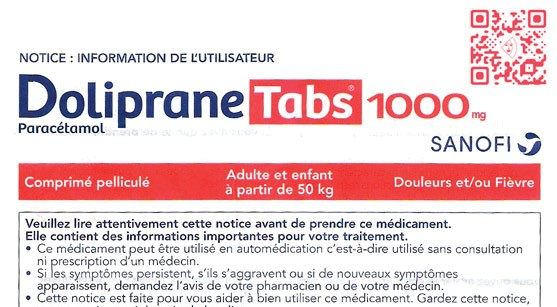 NOTICE : INFORMATION DE L'UTILISATEUR
Doliprane Tabs® 1000 mg
Paracétamol
SANOFI
Comprimé pelliculé
Adulte et enfant
à partir de 50 kg
Douleurs et/ou Fièvre
Veuillez lire attentivement cette notice avant de prendre ce médicament.
Elle contient des informations importantes pour votre traitement.
• Ce médicament peut être utilisé en automédication c'est-à-dire utilisé sans consultation
ni prescription d'un médecin.
• Si les symptômes persistent, s'ils s'aggravent ou si de nouveaux symptômes
apparaissent, demandez l'avis de votre pharmacien ou de votre médecin.
• Cette notice est faite pour vous aider à bien utiliser ce médicament. Gardez cette notice,